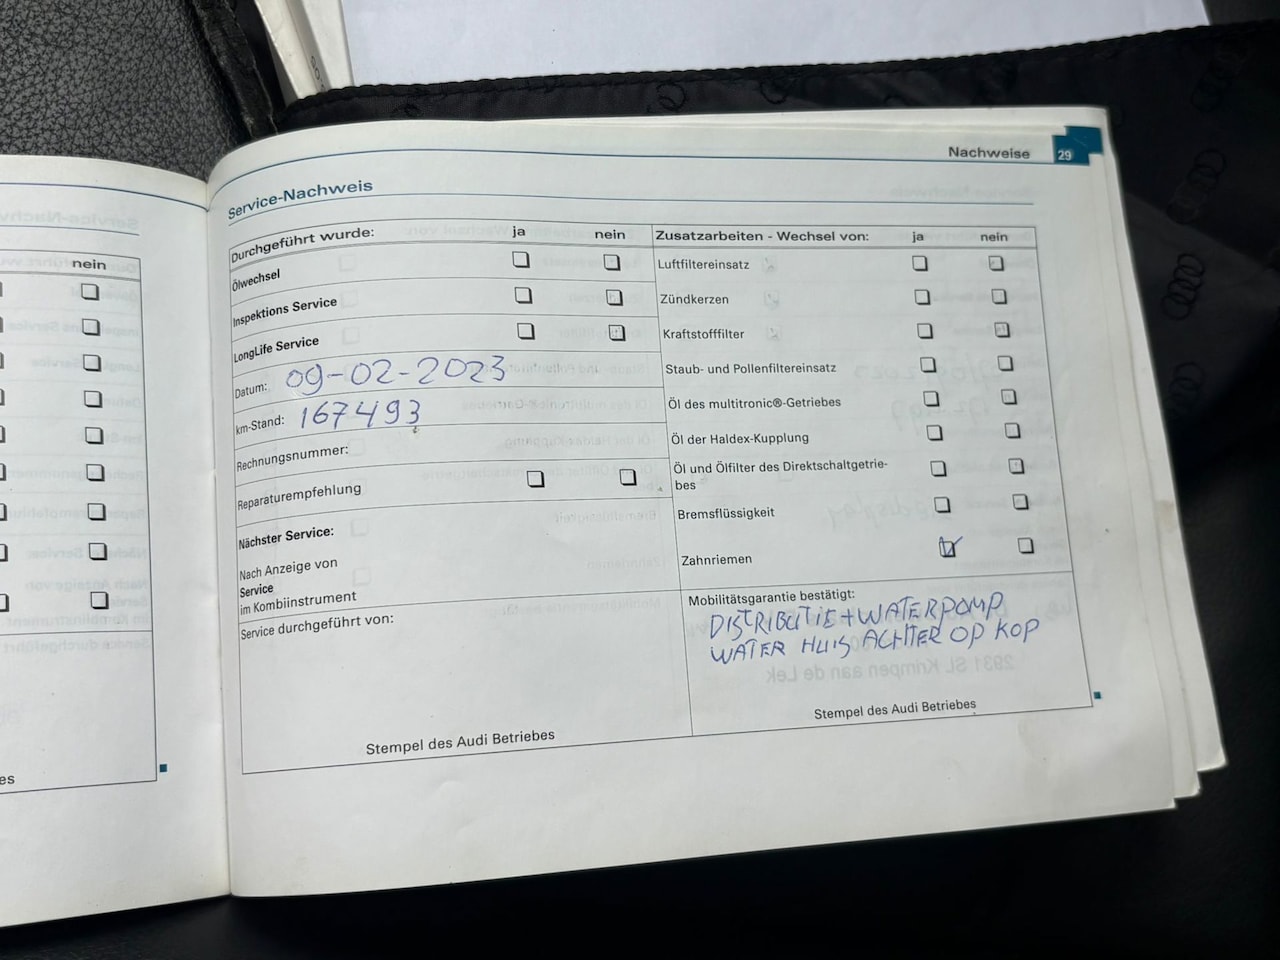 nein
es
Nachweise 29
Service-Nachweis
Durchgeführt wurde: ja nein
Ölwechsel
Inspektions Service
LongLife Service
Datum: 09-02-2023
km-Stand: 167493
Rechnungsnummer:
Reparaturempfehlung
Nächster Service:
Nach Anzeige von
Service
im Kombiinstrument
Service durchgeführt von:
Stempel des Audi Betriebes
Zusatzarbeiten - Wechsel von: ja nein
Luftfiltereinsatz
Zündkerzen
Kraftstofffilter
Staub- und Pollenfiltereinsatz
Öl des multitronic®-Getriebes
Öl der Haldex-Kupplung
Öl und Ölfilter des Direktschaltgetrie-
bes
Bremsflüssigkeit
Zahnriemen
Mobilitätsgarantie bestätigt:
DISTRIBUTIE + WATERPOMP
WATER HUIS ACHTER OP KOP
Stempel des Audi Betriebes